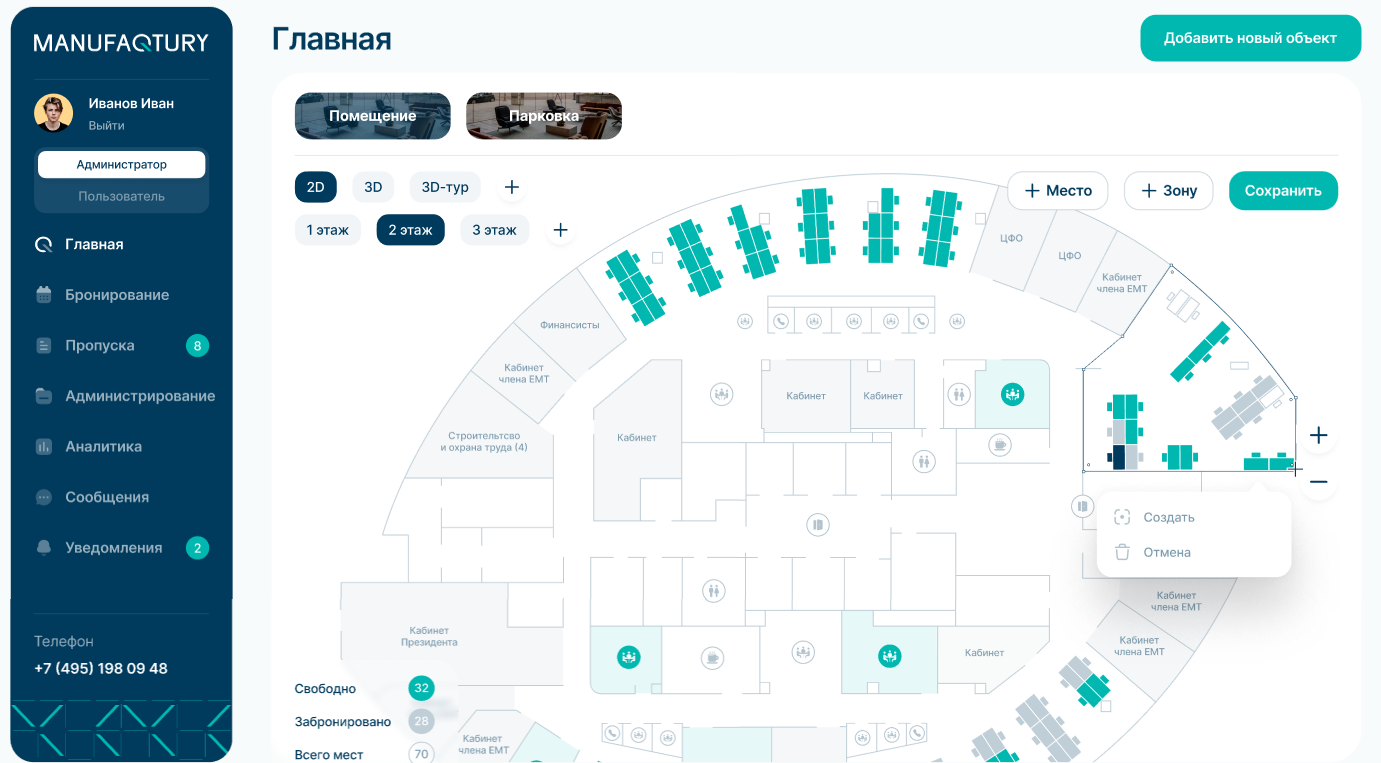 MANUFAQTURY
Иванов Иван
Выйти
Администратор
Пользователь
Главная
Бронирование
Пропуска
8
Администрирование
Аналитика
Сообщения
Уведомления
2
Телефон
+7 (495) 198 09 48
Главная
Добавить новый объект
Помещение
Парковка
2D
3D
3D-тур
+
1 этаж
2 этаж
3 этаж
+
+ Место
+ Зону
Сохранить
ЦФО
ЦФО
Кабинет
члена ЕМТ
Финансисты
Кабинет
члена ЕМТ
Строительтсво
и охрана труда (4)
Кабинет
Кабинет
Кабинет
+
−
Создать
Отмена
Кабинет
члена ЕМТ
Кабинет
члена ЕМТ
Кабинет
Президента
Кабинет
Кабинет
члена ЕМТ
Свободно
32
Забронировано
28
Всего мест
70